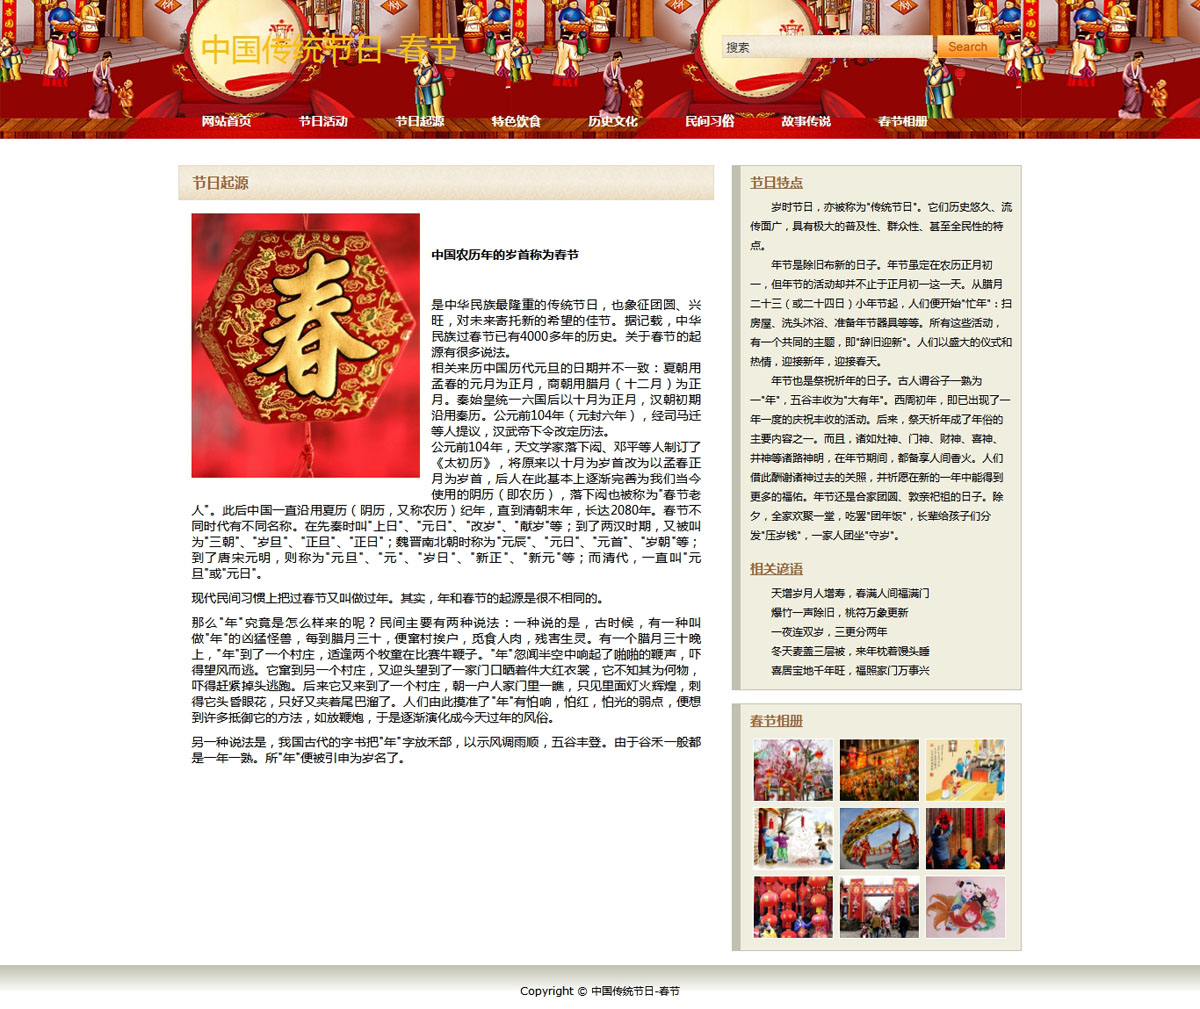 中国传统节日-春节
搜索
Search
网站首页 节日活动 节日起源 特色饮食 历史文化 民间习俗 故事传说 春节相册
节日起源
春
中国农历年的岁首称为春节
是中华民族最隆重的传统节日，也象征团圆、兴
旺，对未来寄托新的希望的佳节。据记载，中华
民族过春节已有4000多年的历史。关于春节的起
源有很多说法。
相关来历中国历代元旦的日期并不一致：夏朝用
孟春的元月为正月，商朝用腊月（十二月）为正
月。秦始皇统一六国后以十月为正月，汉朝初期
沿用秦历。公元前104年（元封六年），经司马迁
等人提议，汉武帝下令改定历法。
公元前104年，天文学家落下闳、邓平等人制订了
《太初历》，将原来以十月为岁首改为以孟春正
月为岁首，后人在此基本上逐渐完善为我们当今
使用的阴历（即农历），落下闳也被称为"春节老
人"。此后中国一直沿用夏历（阴历，又称农历）纪年，直到清朝末年，长达2080年。春节不
同时代有不同名称。在先秦时叫"上日"、"元日"、"改岁"、"献岁"等；到了两汉时期，又被叫
为"三朝"、"岁旦"、"正旦"、"正日"；魏晋南北朝时称为"元辰"、"元日"、"元首"、"岁朝"等；
到了唐宋元明，则称为"元旦"、"元"、"岁日"、"新正"、"新元"等；而清代，一直叫"元
旦"或"元日"。
现代民间习惯上把过春节又叫做过年。其实，年和春节的起源是很不相同的。
那么"年"究竟是怎么样来的呢？民间主要有两种说法：一种说的是，古时候，有一种叫
做"年"的凶猛怪兽，每到腊月三十，便窜村挨户，觅食人肉，残害生灵。有一个腊月三十晚
上，"年"到了一个村庄，适逢两个牧童在比赛牛鞭子。"年"忽闻半空中响起了啪啪的鞭声，吓
得望风而逃。它窜到另一个村庄，又迎头望到了一家门口晒着件大红衣裳，它不知其为何物，
吓得赶紧掉头逃跑。后来它又来到了一个村庄，朝一户人家门里一瞧，只见里面灯火辉煌，刺
得它头昏眼花，只好又夹着尾巴溜了。人们由此摸准了"年"有怕响，怕红，怕光的弱点，便想
到许多抵御它的方法，如放鞭炮，于是逐渐演化成今天过年的风俗。
另一种说法是，我国古代的字书把"年"字放禾部，以示风调雨顺，五谷丰登。由于谷禾一般都
是一年一熟。所"年"便被引申为岁名了。
节日特点
岁时节日，亦被称为"传统节日"。它们历史悠久、流
传面广，具有极大的普及性、群众性、甚至全民性的特
点。
年节是除旧布新的日子。年节虽定在农历正月初
一，但年节的活动却并不止于正月初一这一天。从腊月
二十三（或二十四日）小年节起，人们便开始"忙年"：扫
房屋、洗头沐浴、准备年节器具等等。所有这些活动，
有一个共同的主题，即"辞旧迎新"。人们以盛大的仪式和
热情，迎接新年，迎接春天。
年节也是祭祝祈年的日子。古人谓谷子一熟为
一"年"，五谷丰收为"大有年"。西周初年，即已出现了一
年一度的庆祝丰收的活动。后来，祭天祈年成了年俗的
主要内容之一。而且，诸如灶神、门神、财神、喜神、
井神等诸路神明，在年节期间，都备享人间香火。人们
借此酬谢诸神过去的关照，并祈愿在新的一年中能得到
更多的福佑。年节还是合家团圆、敦亲祀祖的日子。除
夕，全家欢聚一堂，吃罢"团年饭"，长辈给孩子们分
发"压岁钱"，一家人团坐"守岁"。
相关谚语
天增岁月人增寿，春满人间福满门
爆竹一声除旧，桃符万象更新
一夜连双岁，三更分两年
冬天麦盖三层被，来年枕着馒头睡
喜居宝地千年旺，福照家门万事兴
春节相册
Copyright © 中国传统节日-春节